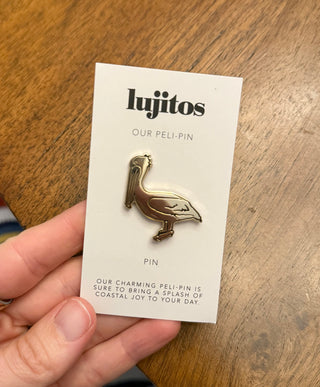 lujitos
OUR PELI-PIN
PIN
OUR CHARMING PELI-PIN IS
SURE TO BRING A SPLASH OF
COASTAL JOY TO YOUR DAY.